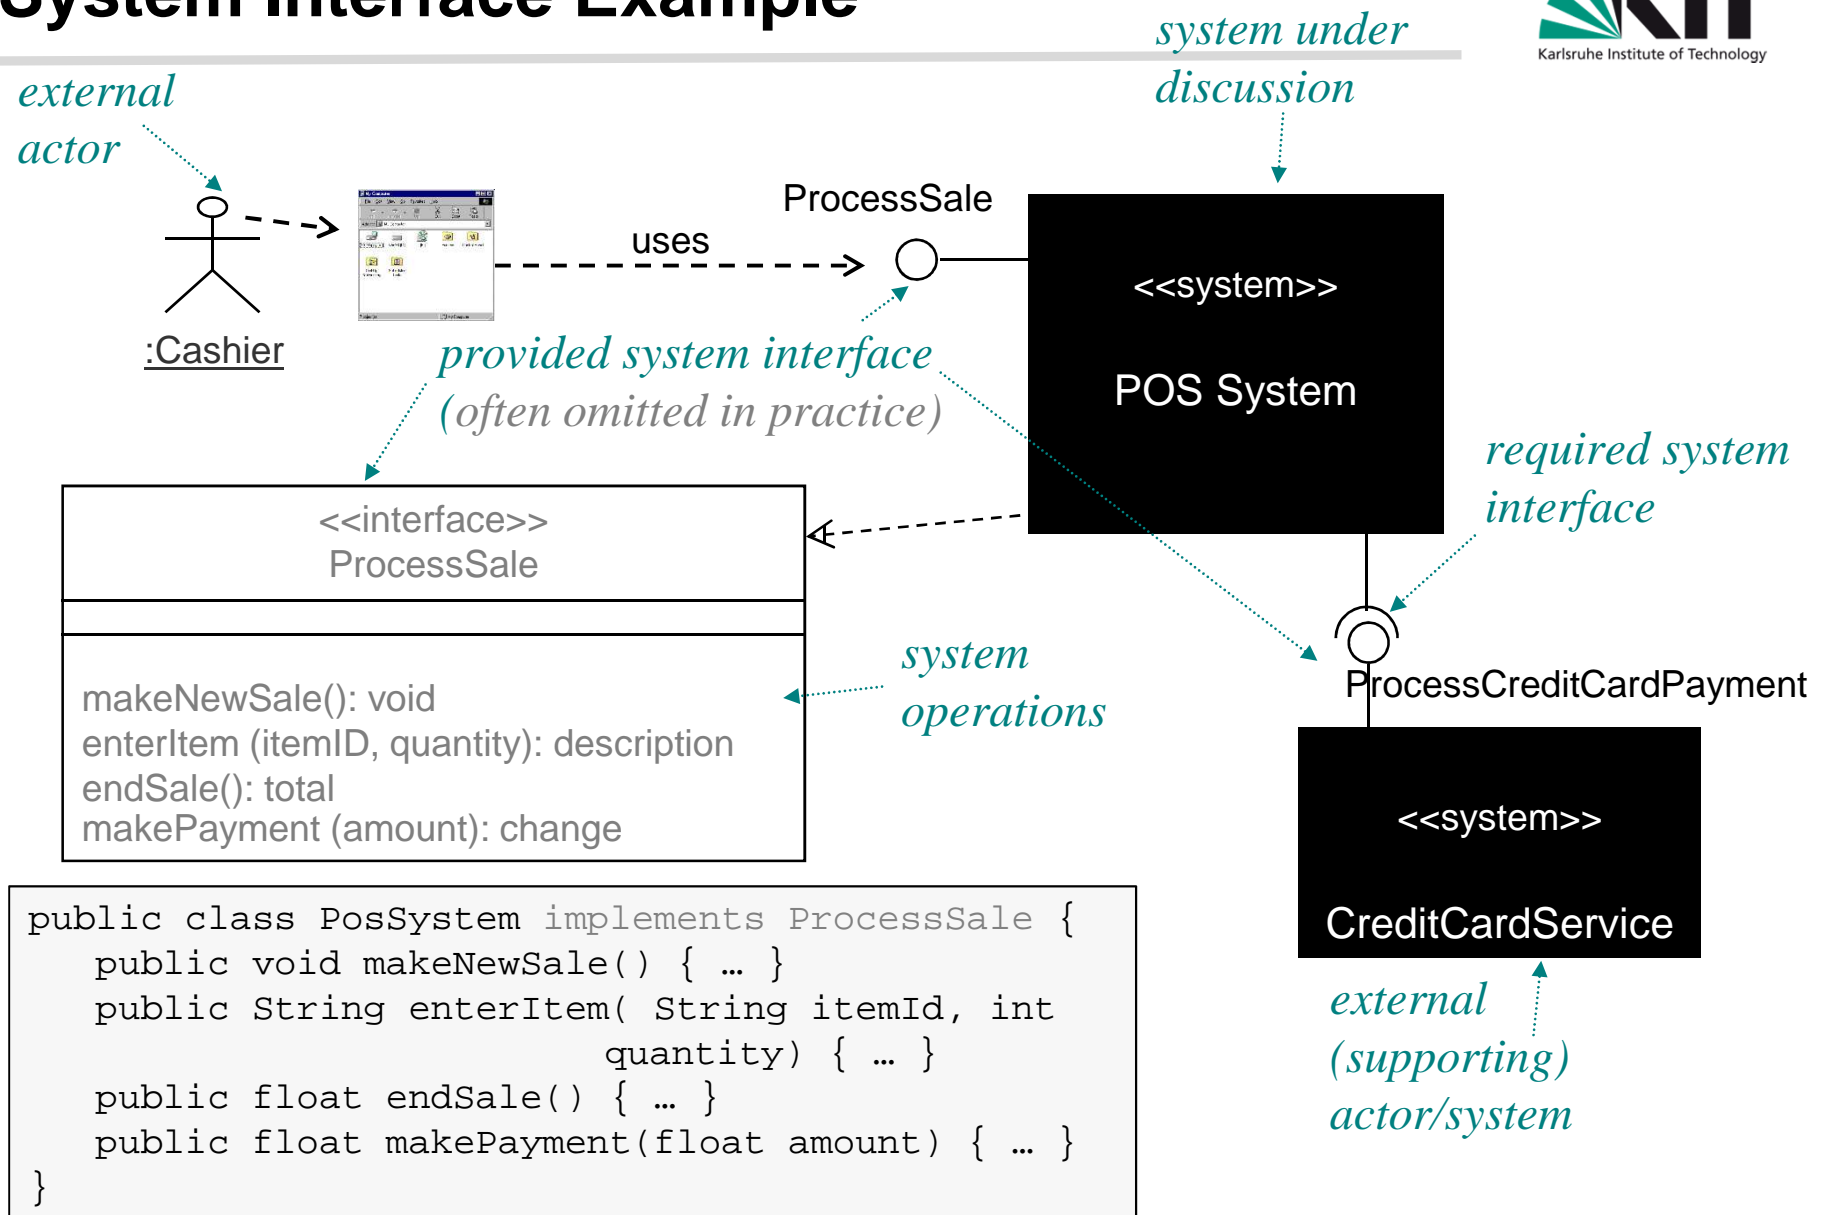 System Interface Example
KIT
Karlsruhe Institute of Technology
system under
discussion
external
actor
ProcessSale
uses
<<system>>
POS System
:Cashier
provided system interface
(often omitted in practice)
required system
interface
<<interface>>
ProcessSale
makeNewSale(): void
enterItem (itemID, quantity): description
endSale(): total
makePayment (amount): change
system
operations
ProcessCreditCardPayment
<<system>>
CreditCardService
external
(supporting)
actor/system
public class PosSystem implements ProcessSale {
public void makeNewSale() { … }
public String enterItem( String itemId, int
quantity) { … }
public float endSale() { … }
public float makePayment(float amount) { … }
}